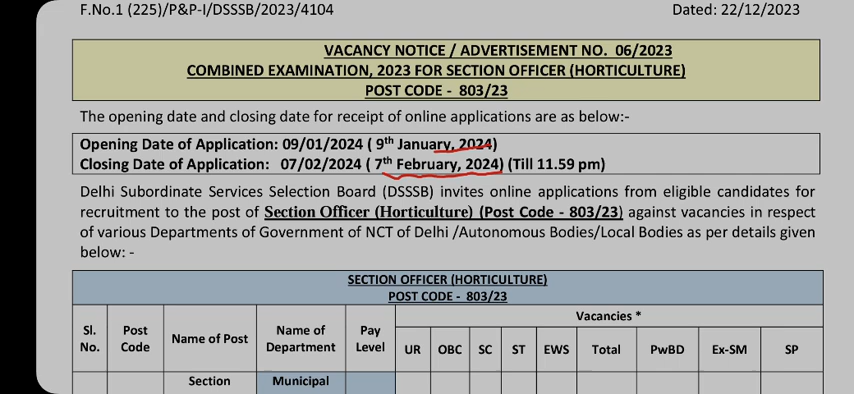 F.No.1 (225)/P&P-I/DSSSB/2023/4104 Dated: 22/12/2023
VACANCY NOTICE / ADVERTISEMENT NO. 06/2023
COMBINED EXAMINATION, 2023 FOR SECTION OFFICER (HORTICULTURE)
POST CODE - 803/23
The opening date and closing date for receipt of online applications are as below:-
Opening Date of Application: 09/01/2024 ( 9th January, 2024)
Closing Date of Application: 07/02/2024 ( 7th February, 2024) (Till 11.59 pm)
Delhi Subordinate Services Selection Board (DSSSB) invites online applications from eligible candidates for
recruitment to the post of Section Officer (Horticulture) (Post Code - 803/23) against vacancies in respect
of various Departments of Government of NCT of Delhi /Autonomous Bodies/Local Bodies as per details given
below: -
SECTION OFFICER (HORTICULTURE)
POST CODE - 803/23
Sl. No. Post Code Name of Post Name of Department Pay Level Vacancies *
UR OBC SC ST EWS Total PwBD Ex-SM SP
Section Municipal